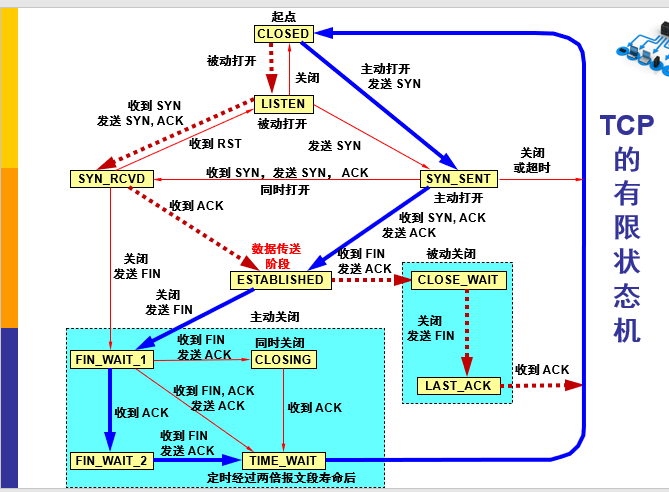 起点
CLOSED
被动打开
关闭
主动打开
发送 SYN
LISTEN
被动打开
收到 SYN
发送 SYN, ACK
收到 RST
发送 SYN
TCP
的
有
限
状
态
机
关闭
或超时
SYN_RCVD
收到 SYN，发送 SYN， ACK
同时打开
SYN_SENT
主动打开
收到 ACK
收到 SYN, ACK
发送 ACK
数据传送
阶段
ESTABLISHED
收到 FIN
发送 ACK
被动关闭
CLOSE_WAIT
关闭
发送 FIN
关闭
发送 FIN
关闭
发送 FIN
主动关闭
FIN_WAIT_1
收到 FIN
发送 ACK
同时关闭
CLOSING
LAST_ACK
收到 ACK
收到 ACK
收到 FIN, ACK
发送 ACK
收到 ACK
FIN_WAIT_2
收到 FIN
发送 ACK
TIME_WAIT
定时经过两倍报文段寿命后